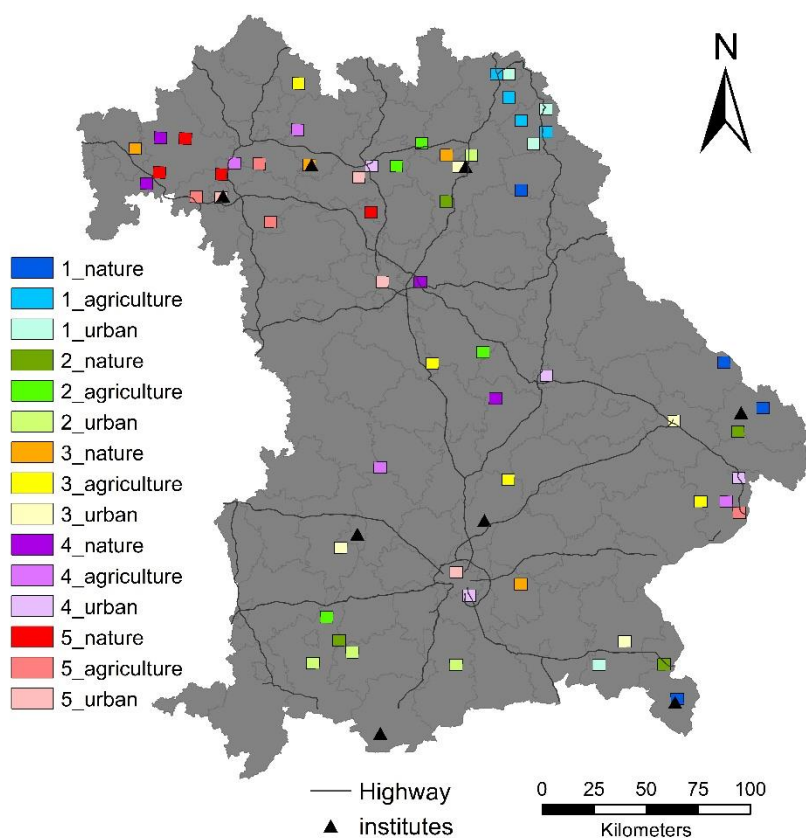 N
1_nature
1_agriculture
1_urban
2_nature
2_agriculture
2_urban
3_nature
3_agriculture
3_urban
4_nature
4_agriculture
4_urban
5_nature
5_agriculture
5_urban
Highway
institutes
0 25 50 75 100
Kilometers